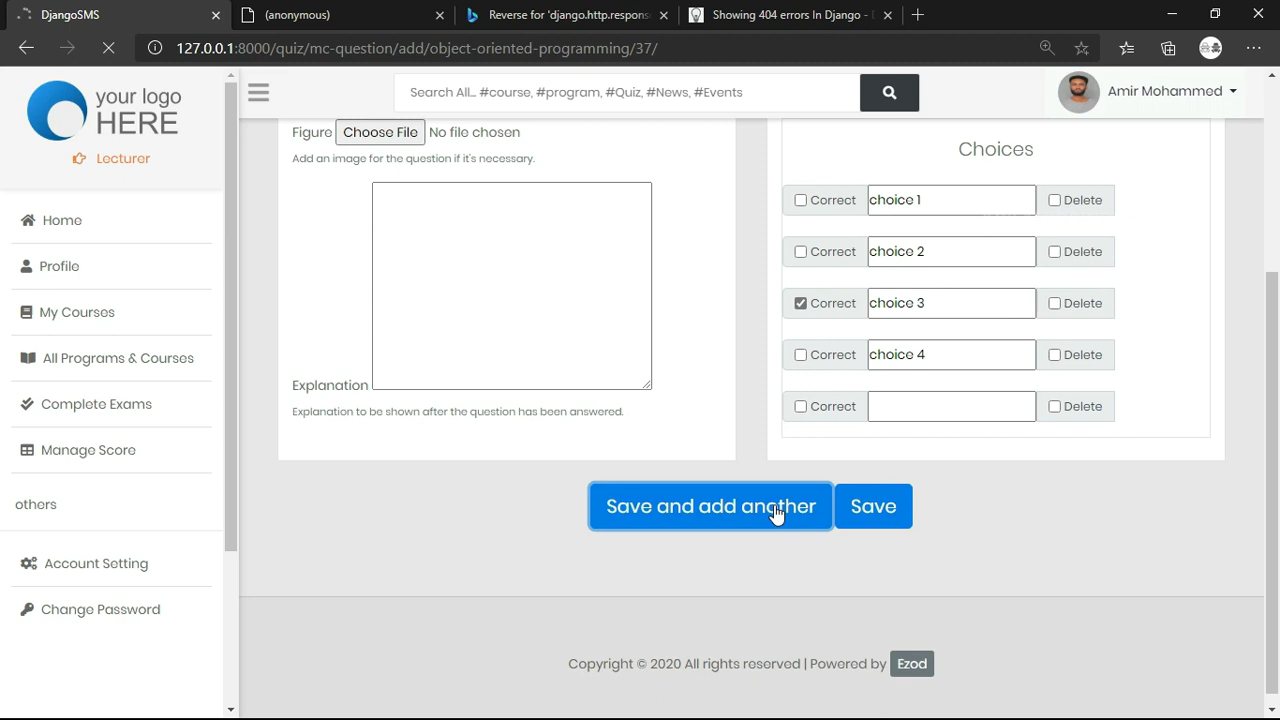 DjangoSMS
(anonymous)
Reverse for 'django.http.respons
Showing 404 errors In Django -
127.0.0.1:8000/quiz/mc-question/add/object-oriented-programming/37/
your logo
HERE
Lecturer
Search All... #course, #program, #Quiz, #News, #Events
Amir Mohammed
Home
Profile
My Courses
All Programs & Courses
Complete Exams
Manage Score
others
Account Setting
Change Password
Figure Choose File No file chosen
Add an image for the question if it's necessary.
Explanation
Explanation to be shown after the question has been answered.
Choices
Correct choice 1 Delete
Correct choice 2 Delete
Correct choice 3 Delete
Correct choice 4 Delete
Correct Delete
Save and add another Save
Copyright © 2020 All rights reserved | Powered by Ezod